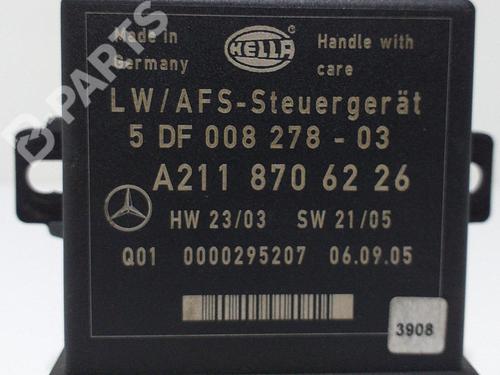 Made in
Germany
HELLA
Handle with
care
LW/AFS-Steuergerät
5 DF 008 278 - 03
A211 870 62 26
HW 23/03 SW 21/05
Q01 0000295207 06.09.05
3908
B-PARTS